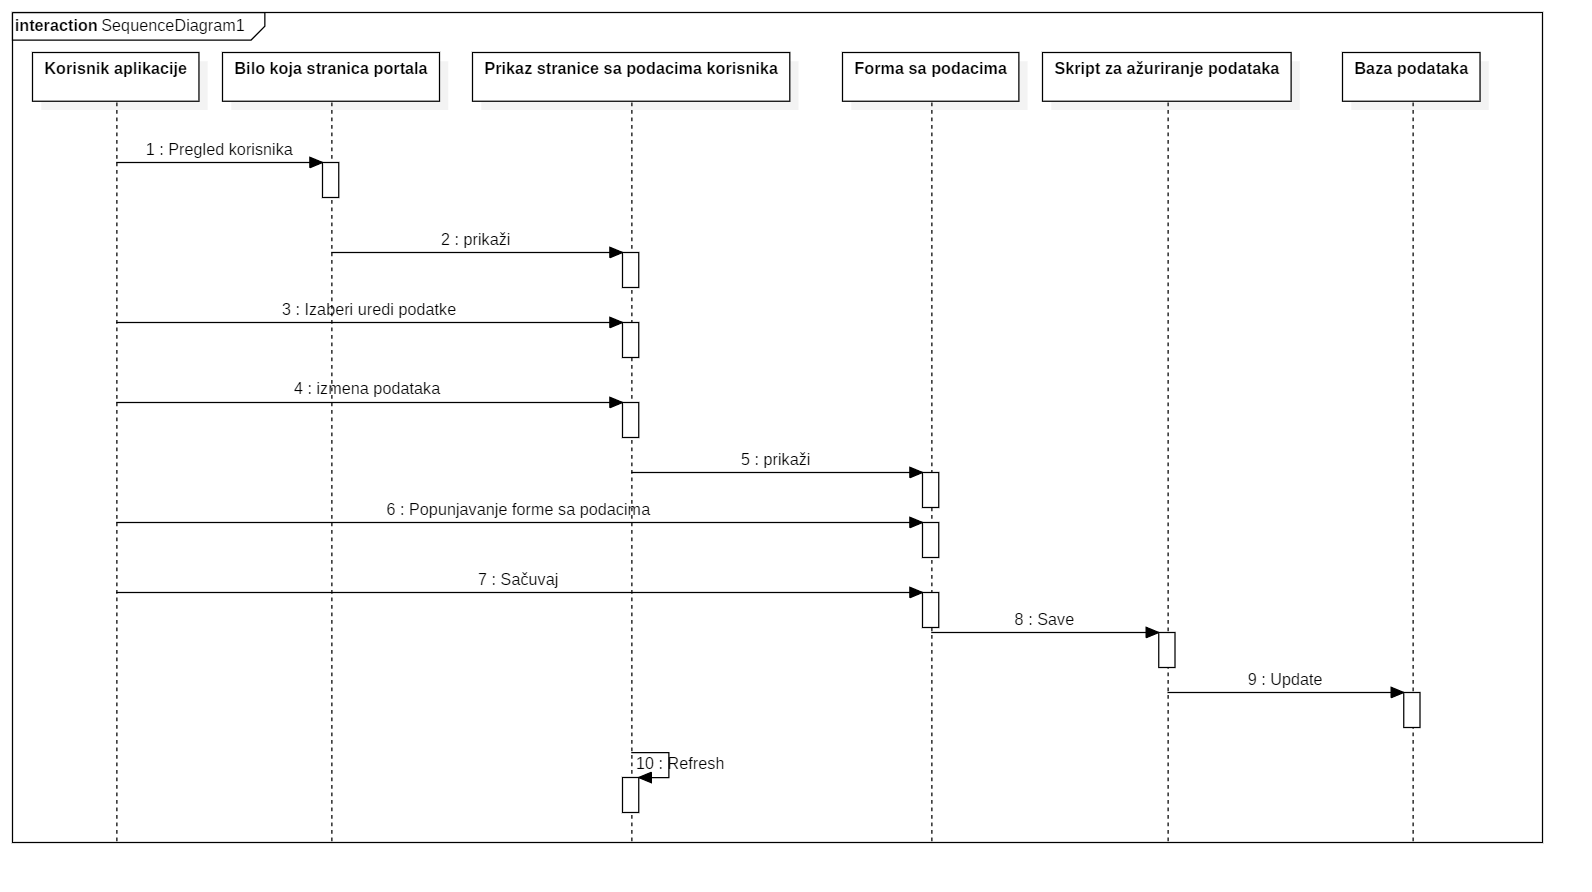 interaction SequenceDiagram1
Korisnik aplikacije
Bilo koja stranica portala
Prikaz stranice sa podacima korisnika
Forma sa podacima
Skript za ažuriranje podataka
Baza podataka
1 : Pregled korisnika
2 : prikaži
3 : Izaberi uredi podatke
4 : izmena podataka
5 : prikaži
6 : Popunjavanje forme sa podacima
7 : Sačuvaj
8 : Save
9 : Update
10 : Refresh